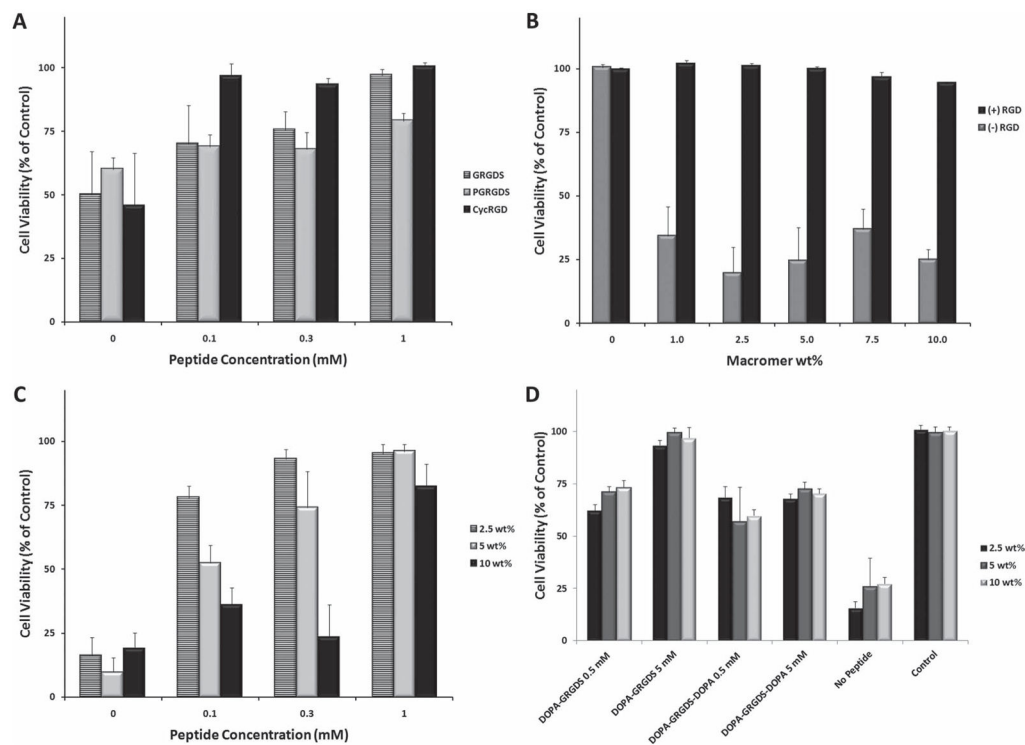 A
Cell Viability (% of Control)
100
75
50
25
0
0 0.1 0.3 1
Peptide Concentration (mM)
GRGDS
PGRGDS
CycRGD
B
Cell Viability (% of Control)
100
75
50
25
0
0 1.0 2.5 5.0 7.5 10.0
Macromer wt%
(+) RGD
(-) RGD
C
Cell Viability (% of Control)
100
75
50
25
0
0 0.1 0.3 1
Peptide Concentration (mM)
2.5 wt%
5 wt%
10 wt%
D
Cell Viability (% of Control)
100
75
50
25
0
DOPA-GRGDS 0.5 mM
DOPA-GRGDS 5 mM
DOPA-GRGDS-DOPA 0.5 mM
DOPA-GRGDS-DOPA 5 mM
No Peptide
Control
2.5 wt%
5 wt%
10 wt%